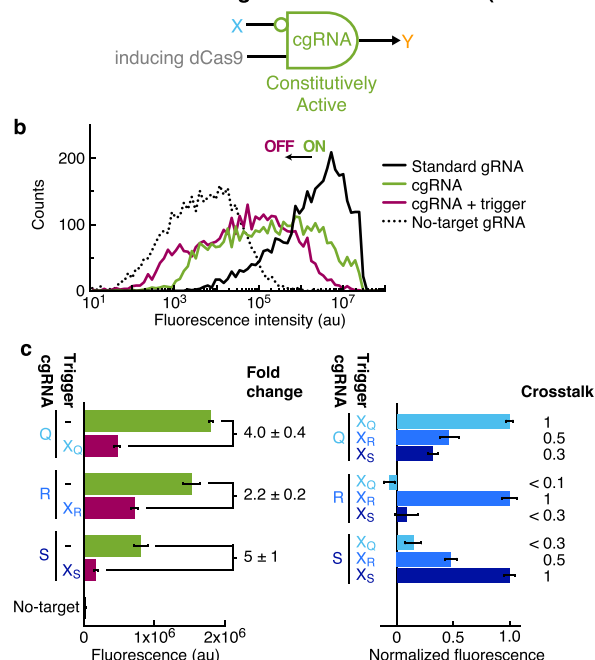 X
cgRNA
Y
inducing dCas9
Constitutively
Active
b
OFF ON
Counts
200
100
0
Standard gRNA
cgRNA
cgRNA + trigger
No-target gRNA
10¹ 10³ 10⁵ 10⁷
Fluorescence intensity (au)
c
cgRNA
Trigger
Fold
change
Q
-
X_Q
4.0 ± 0.4
R
-
X_R
2.2 ± 0.2
S
-
X_S
5 ± 1
No-target
0 1x10⁶ 2x10⁶
Fluorescence (au)
cgRNA
Trigger
Crosstalk
Q
X_Q 1
X_R 0.5
X_S 0.3
R
X_Q < 0.1
X_R 1
X_S < 0.3
S
X_Q < 0.3
X_R 0.5
X_S 1
0 0.5 1.0
Normalized fluorescence